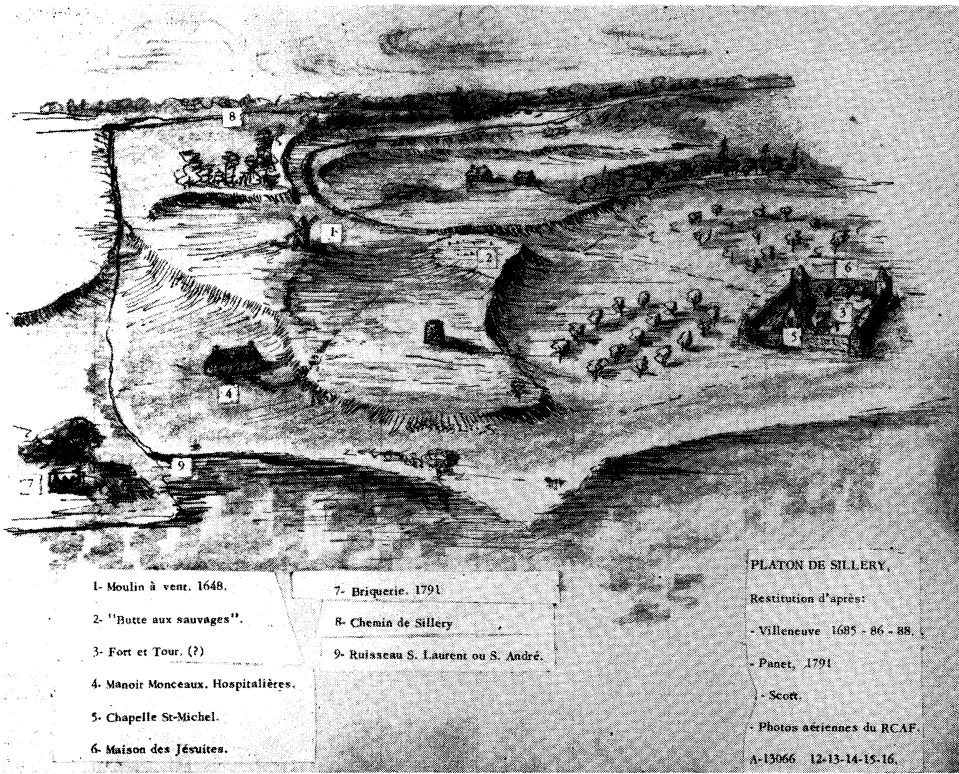 8
1
2
6
3
5
4
9
7
1- Moulin à vent, 1648.
2- "Butte aux sauvages".
3- Fort et Tour. (?)
4- Manoir Monceaux. Hospitalières.
5- Chapelle St-Michel.
6- Maison des Jésuites.
7- Briquerie. 1791
8- Chemin de Sillery
9- Ruisseau S. Laurent ou S. André.
PLATON DE SILLERY.
Restitution d'après:
- Villeneuve 1685 - 86 - 88.
- Panet, 1791
- Scott.
- Photos aériennes du RCAF.
A-13066 12-13-14-15-16.